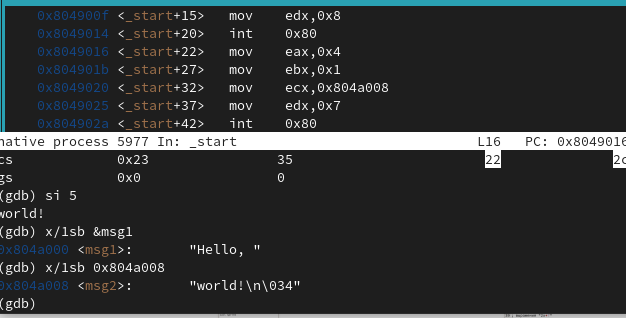 0x804900f <_start+15> mov edx,0x8
0x8049014 <_start+20> int 0x80
0x8049016 <_start+22> mov eax,0x4
0x804901b <_start+27> mov ebx,0x1
0x8049020 <_start+32> mov ecx,0x804a008
0x8049025 <_start+37> mov edx,0x7
0x804902a <_start+42> int 0x80
native process 5977 In: _start L16 PC: 0x8049016
cs 0x23 35 22 2c
gs 0x0 0
(gdb) si 5
world!
(gdb) x/1sb &msg1
0x804a000 <msg1>: "Hello, "
(gdb) x/1sb 0x804a008
0x804a008 <msg2>: "world!\n\034"
(gdb)